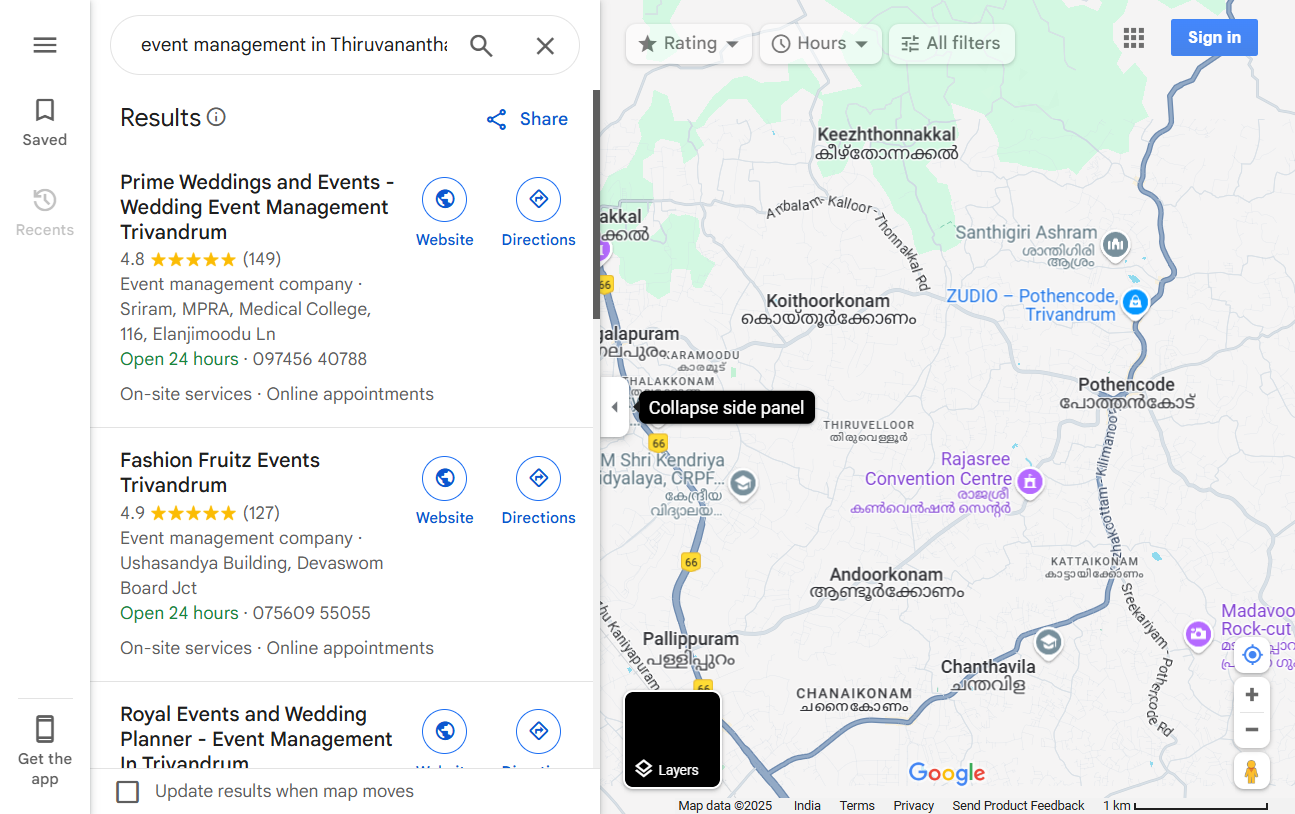 event management in Thiruvanantha
Saved
Recents
Get the
app
Results
Share
Prime Weddings and Events -
Wedding Event Management
Trivandrum
4.8 (149)
Event management company ·
Sriram, MPRA, Medical College,
116, Elanjimoodu Ln
Open 24 hours · 097456 40788
On-site services · Online appointments
Website
Directions
Fashion Fruitz Events
Trivandrum
4.9 (127)
Event management company ·
Ushasandya Building, Devaswom
Board Jct
Open 24 hours · 075609 55055
On-site services · Online appointments
Website
Directions
Royal Events and Wedding
Planner - Event Management
In Trivandrum
Update results when map moves
Rating
Hours
All filters
Sign in
Keezhthonnakkal
കീഴ്തോന്നക്കൽ
akkal
ക്കൽ
Ambalam-Kalloor-Thonnakkal Rd
Santhigiri Ashram
ശാന്തിഗിരി
ആശ്രം
66
Koithoorkonam
കൊയ്തൂർക്കോണം
ZUDIO – Pothencode,
Trivandrum
galapuram
KARAMOODU
കാരമൂട്
THALAKKONAM
Collapse side panel
Pothencode
പോത്തൻകോട്
THIRUVELLOOR
തിരുവെള്ളൂർ
66
M Shri Kendriya
idyalaya, CRPF...
കേന്ദ്രീയ
വിദ്യാലയ...
Rajasree
Convention Centre
രാജശ്രീ
കൺവെൻഷൻ സെന്റർ
66
Andoorkonam
ആണ്ടൂർക്കോണം
KATTAIKONAM
കാട്ടായിക്കോണം
Sreekariyam - Pothencode Rd
Madavoo
Rock-cut
Pallippuram
പള്ളിപ്പുറം
66
Chanthavila
ചന്തവിള
CHANAIKONAM
ചനൈകോണം
Layers
Google
Map data ©2025
India
Terms
Privacy
Send Product Feedback
1 km